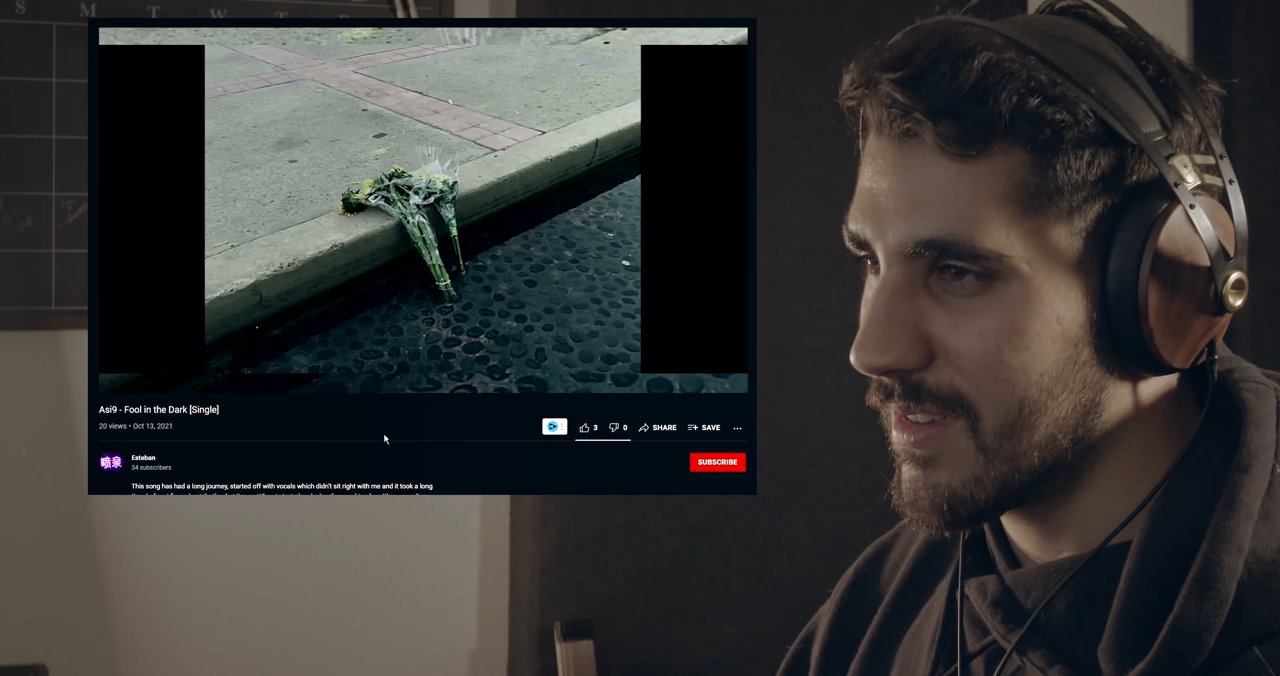 S M T W T F
Asi9 - Fool in the Dark [Single]
20 views • Oct 13, 2021
3 0 SHARE SAVE
喷泉
Esteban
34 subscribers
SUBSCRIBE
This song has had a long journey, started off with vocals which didn't sit right with me and it took a long